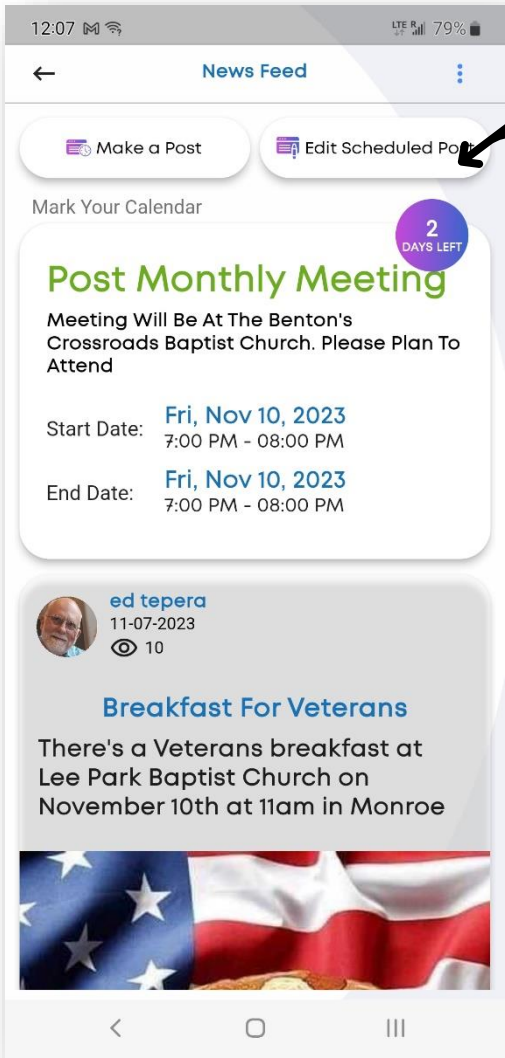 12:07
LTE R 79%
News Feed
Make a Post
Edit Scheduled Post
Mark Your Calendar
2
DAYS LEFT
Post Monthly Meeting
Meeting Will Be At The Benton's
Crossroads Baptist Church. Please Plan To
Attend
Start Date:
Fri, Nov 10, 2023
7:00 PM - 08:00 PM
End Date:
Fri, Nov 10, 2023
7:00 PM - 08:00 PM
ed tepera
11-07-2023
10
Breakfast For Veterans
There's a Veterans breakfast at
Lee Park Baptist Church on
November 10th at 11am in Monroe